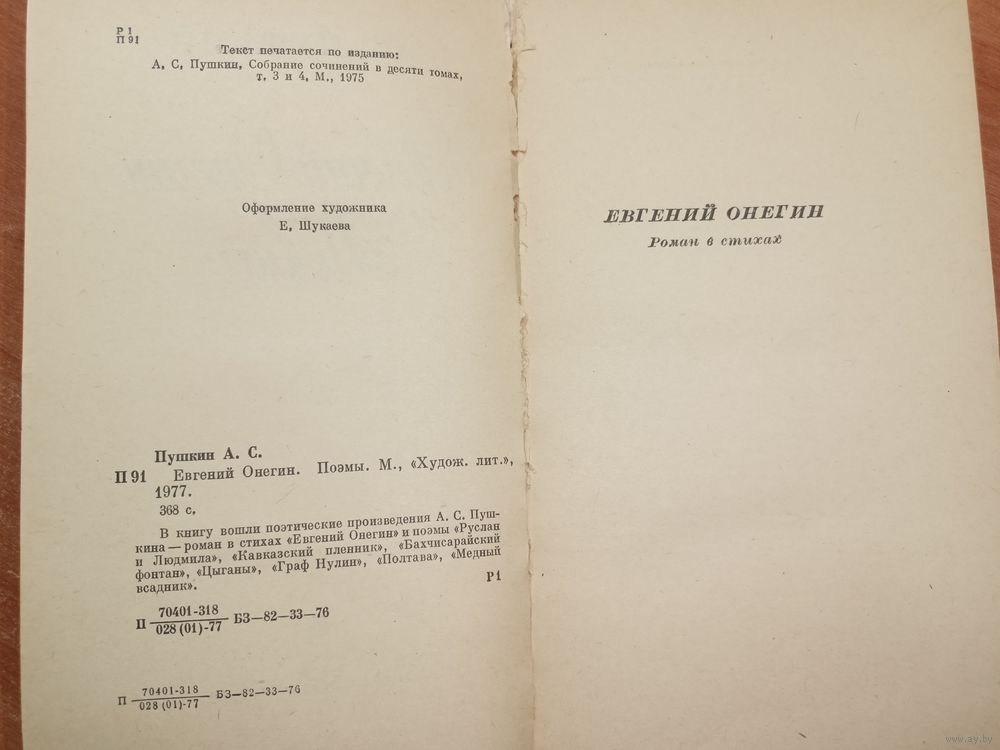 Р 1
П 91
Текст печатается по изданию:
А, С, Пушкин, Собрание сочинений в десяти томах,
т, 3 и 4, М., 1975
Оформление художника
Е, Шукаева
Пушкин А. С.
П 91 Евгений Онегин. Поэмы. М., «Худож. лит.»,
1977.
368 с,
В книгу вошли поэтические произведения А. С. Пуш-
кина — роман в стихах «Евгений Онегин» и поэмы «Руслан
и Людмила», «Кавказский пленник», «Бахчисарайский
фонтан», «Цыганы», «Граф Нулин», «Полтава», «Медный
всадник».
Р1
П 70401-318 БЗ—82—33—76
028 (01)-77
П 70401-318 БЗ—82—33—76
028 (01)-77
ЕВГЕНИЙ ОНЕГИН
Роман в стихах
www.ay.by